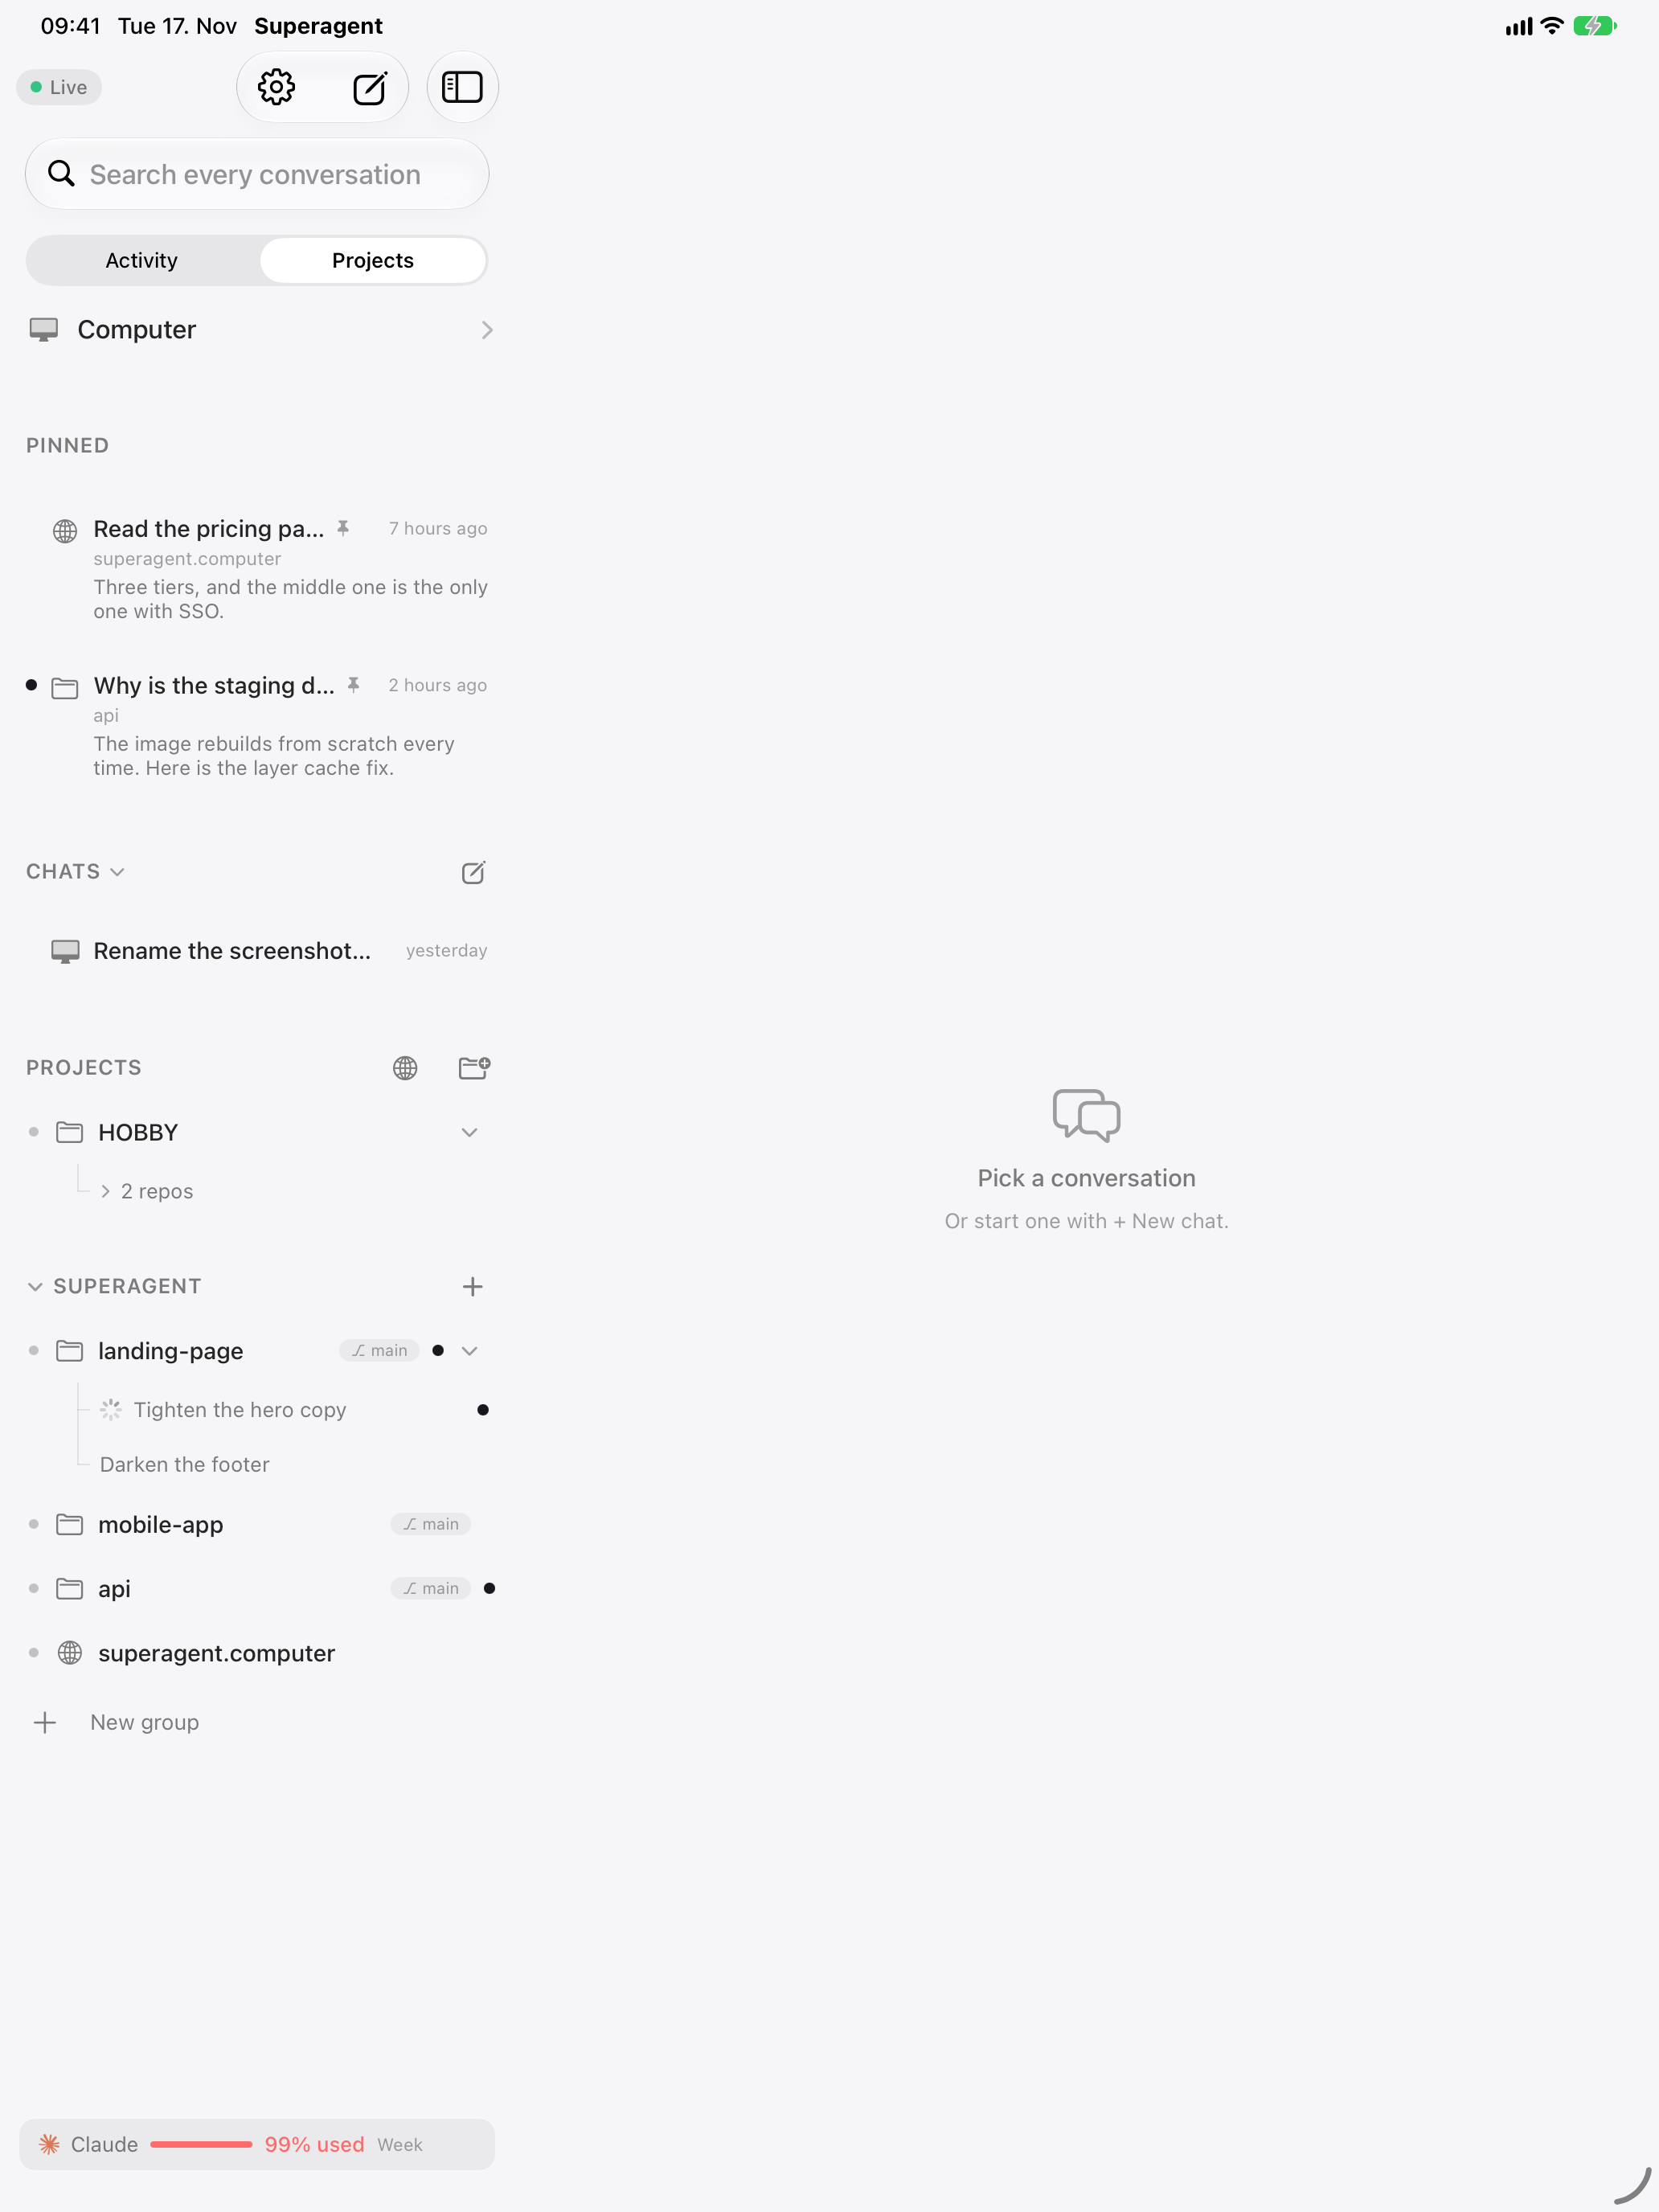 09:41 Tue 17. Nov Superagent
Live
Search every conversation
Activity Projects
Computer
PINNED
Read the pricing pa... 7 hours ago
superagent.computer
Three tiers, and the middle one is the only
one with SSO.
Why is the staging d... 2 hours ago
api
The image rebuilds from scratch every
time. Here is the layer cache fix.
CHATS
Rename the screenshot... yesterday
PROJECTS
HOBBY
2 repos
SUPERAGENT
landing-page main
Tighten the hero copy
Darken the footer
mobile-app main
api main
superagent.computer
New group
Claude 99% used Week
Pick a conversation
Or start one with + New chat.